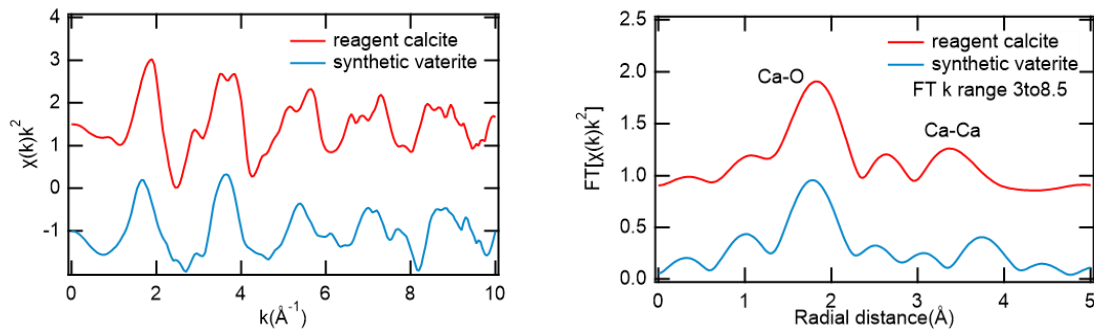 4
3
2
1
0
-1
χ(k)k²
reagent calcite
synthetic vaterite
0
2
4
6
8
10
k(Å⁻¹)
2.5
2.0
1.5
1.0
0.5
0.0
FT[χ(k)k²]
reagent calcite
synthetic vaterite
FT k range 3to8.5
Ca-O
Ca-Ca
0
1
2
3
4
5
Radial distance(Å)